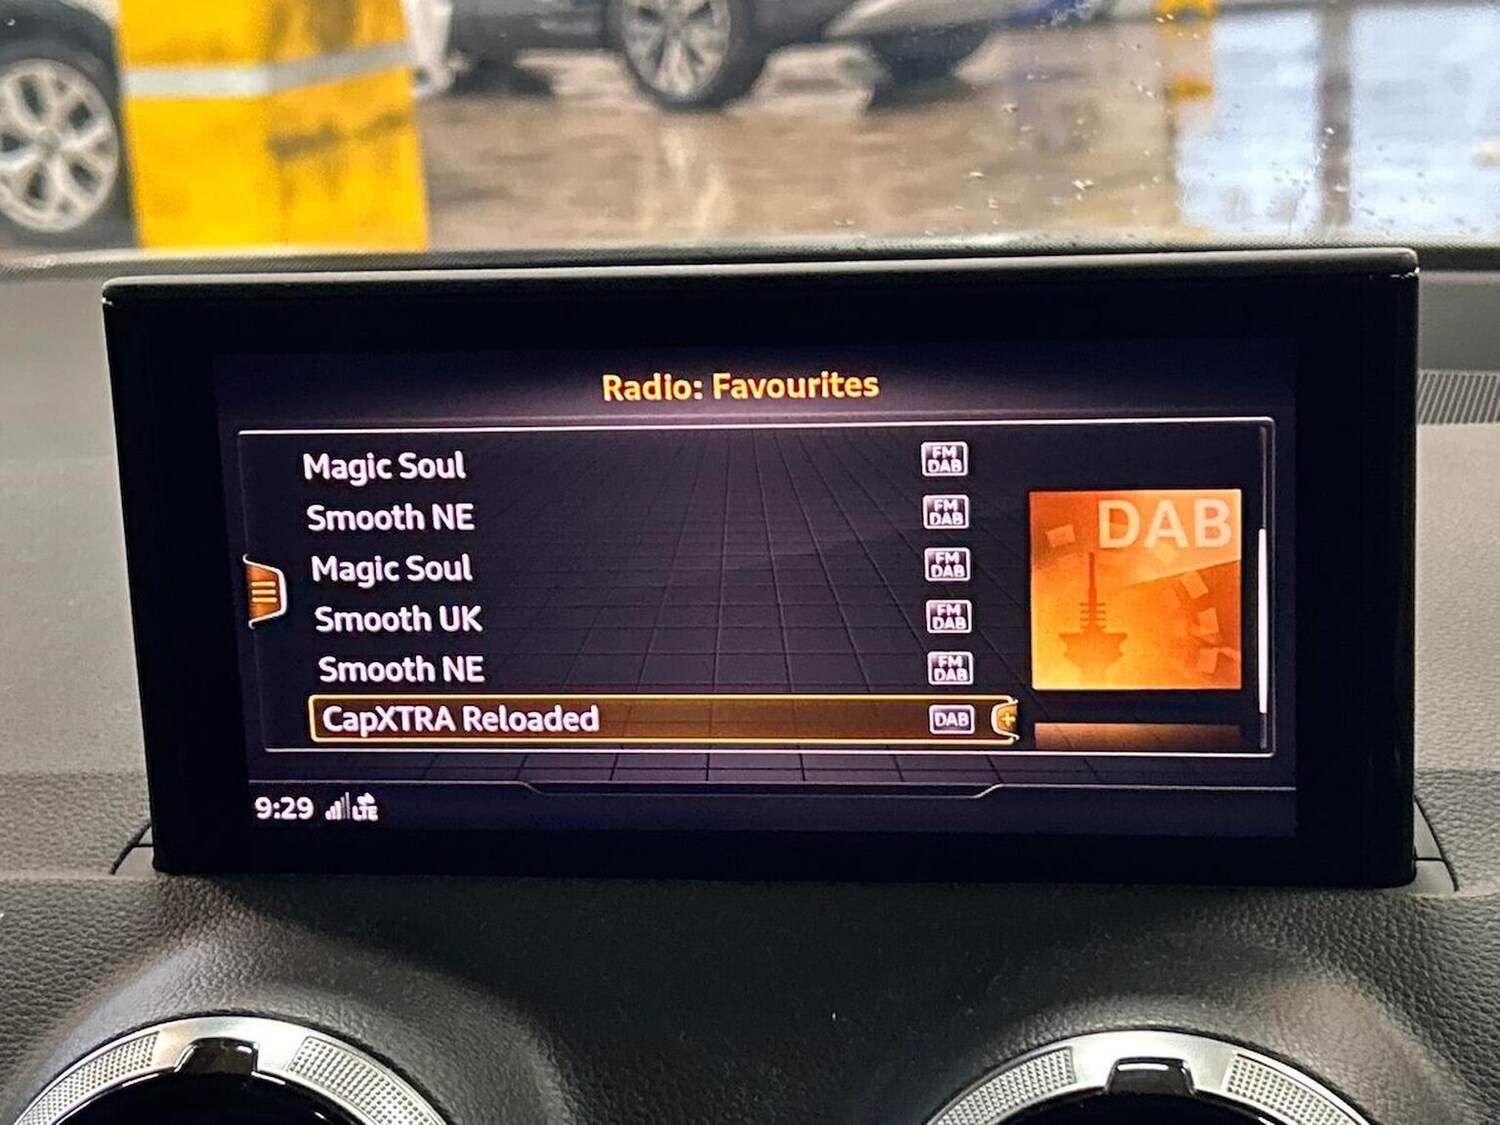 Radio: Favourites
Magic Soul FM DAB
Smooth NE FM DAB
Magic Soul FM DAB
Smooth UK FM DAB
Smooth NE FM DAB
CapXTRA Reloaded DAB
DAB
9:29 LTE